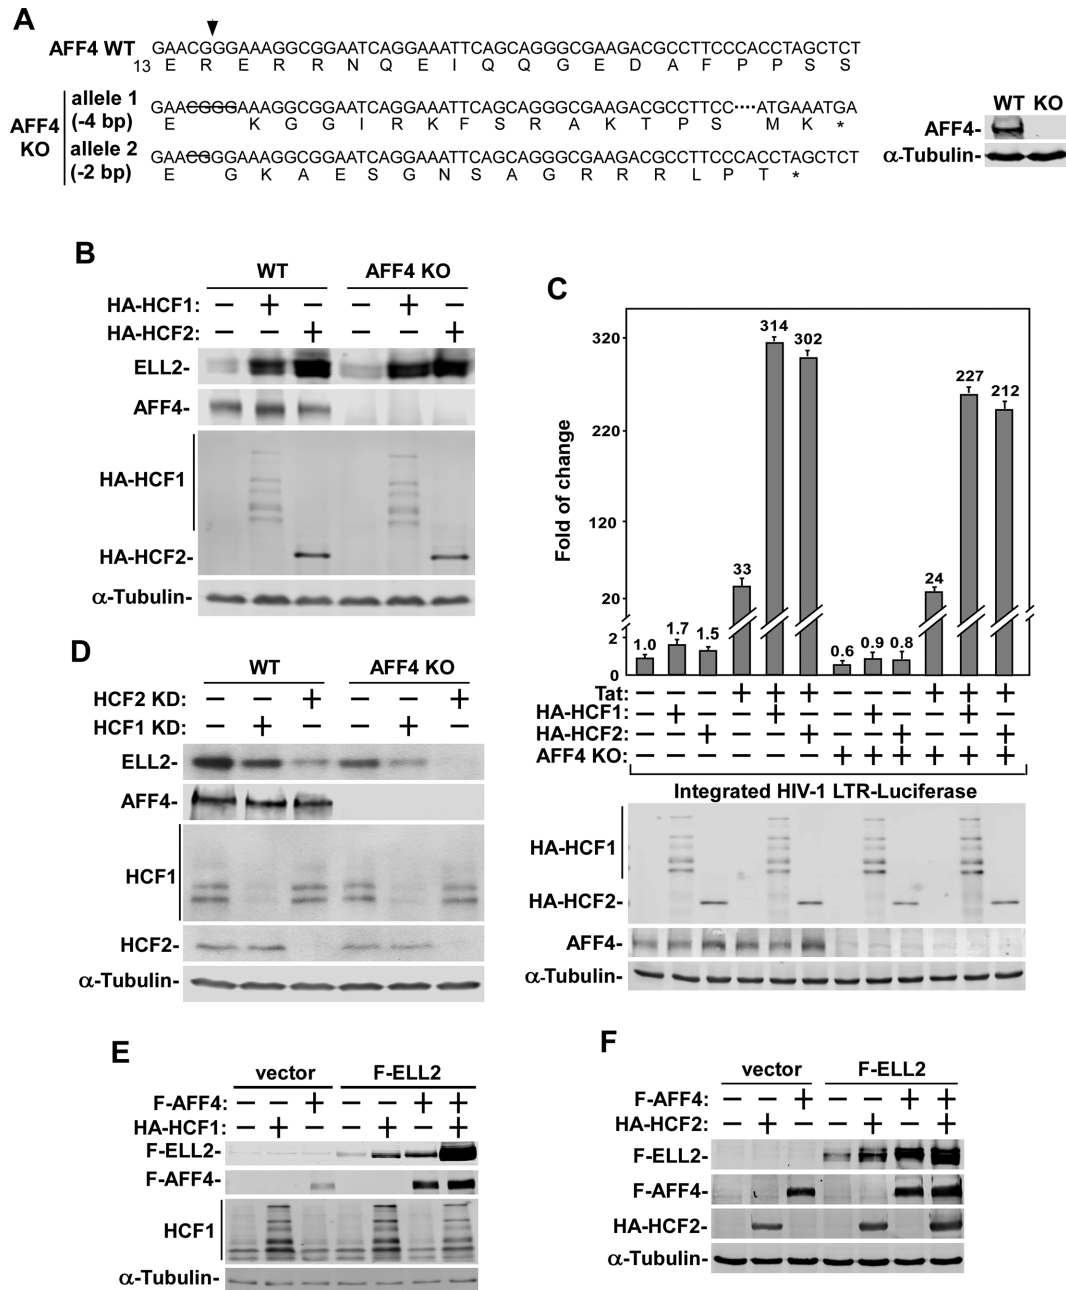 A
AFF4 WT GAACGGGAAAGGCGGAATCAGGAAATTCAGCAGGGCGAAGACGCCTTCCCACCTAGCTCT
13 E R E R R N Q E I Q Q G E D A F P P S S
AFF4 KO
allele 1 (-4 bp) GAACGGGAAAGGCGGAATCAGGAAATTCAGCAGGGCGAAGACGCCTTCC····ATGAAATGA
E K G G I R K F S R A K T P S M K *
allele 2 (-2 bp) GAACGGGAAAGGCGGAATCAGGAAATTCAGCAGGGCGAAGACGCCTTCCCACCTAGCTCT
E G K A E S G N S A G R R R L P T *
WT KO
AFF4-
α-Tubulin-
B
WT AFF4 KO
HA-HCF1: − + − − + −
HA-HCF2: − − + − − +
ELL2-
AFF4-
HA-HCF1
HA-HCF2-
α-Tubulin-
C
Fold of change
320
220
120
20
2
0
1.0 1.7 1.5 33 314 302 0.6 0.9 0.8 24 227 212
Tat: − − − + + + − − − + + +
HA-HCF1: − + − − + − − + − − + −
HA-HCF2: − − + − − + − − + − − +
AFF4 KO: − − − − − − + + + + + +
Integrated HIV-1 LTR-Luciferase
HA-HCF1
HA-HCF2-
AFF4-
α-Tubulin-
D
WT AFF4 KO
HCF2 KD: − − + − − +
HCF1 KD: − + − − + −
ELL2-
AFF4-
HCF1
HCF2-
α-Tubulin-
E
vector F-ELL2
F-AFF4: − − + − − + +
HA-HCF1: − + − − + − +
F-ELL2-
F-AFF4-
HCF1
α-Tubulin-
F
vector F-ELL2
F-AFF4: − − + − − + +
HA-HCF2: − + − − + − +
F-ELL2-
F-AFF4-
HA-HCF2-
α-Tubulin-